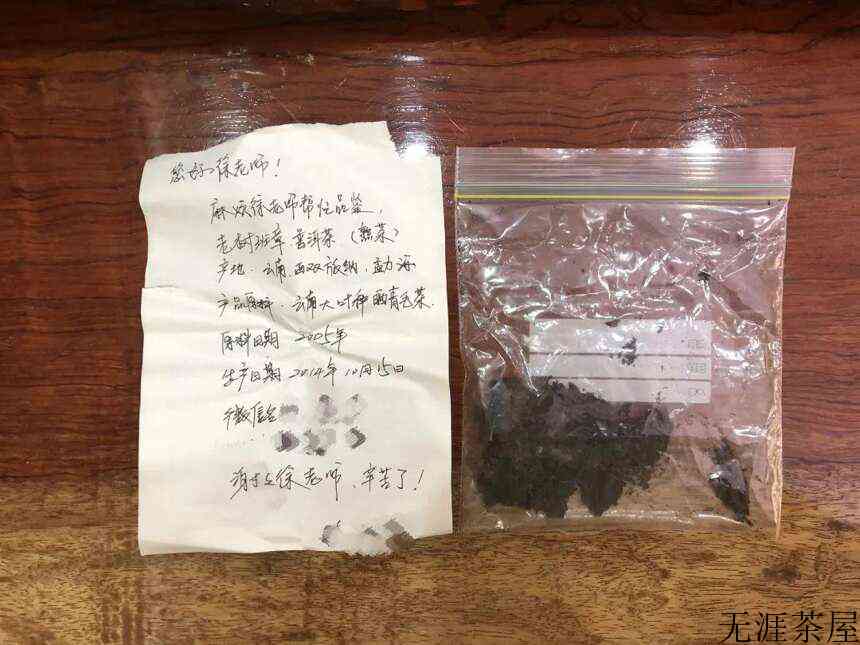 您好徐老师！
麻烦徐老师帮忙品鉴，
老树班章 普洱茶（熟茶）
产地：云南西双版纳．勐海
产品原料．云南大叶种晒青毛茶．
原料日期 2005年
生产日期 2014年10月15日
微信名
谢谢徐老师、辛苦了！
无涯茶屋